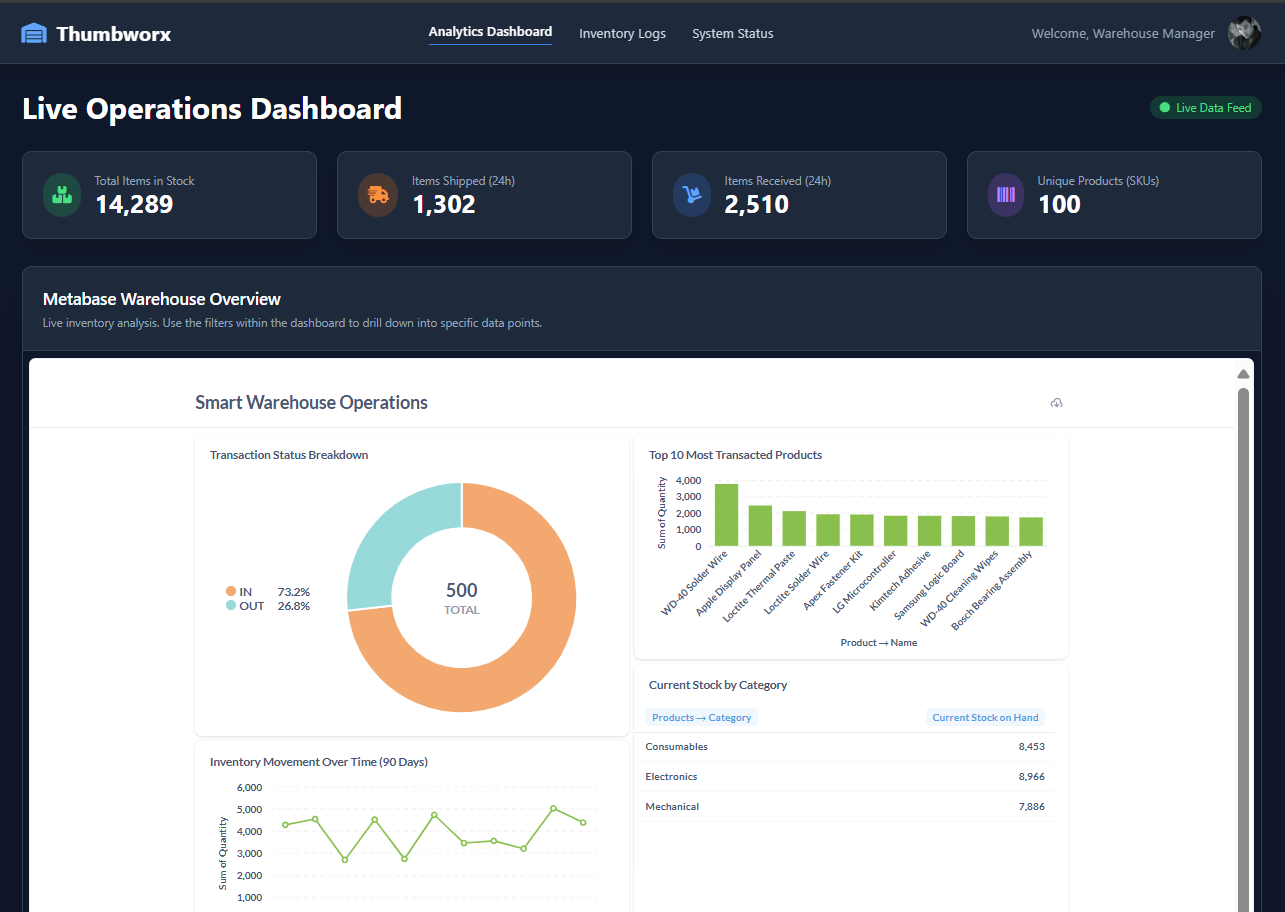 Thumbworx
Analytics Dashboard
Inventory Logs
System Status
Welcome, Warehouse Manager
Live Operations Dashboard
Live Data Feed
Total Items in Stock
14,289
Items Shipped (24h)
1,302
Items Received (24h)
2,510
Unique Products (SKUs)
100
Metabase Warehouse Overview
Live inventory analysis. Use the filters within the dashboard to drill down into specific data points.
Smart Warehouse Operations
Transaction Status Breakdown
IN 73.2%
OUT 26.8%
500
TOTAL
Top 10 Most Transacted Products
Sum of Quantity
4,000
3,000
2,000
1,000
0
WD-40 Solder Wire
Apple Display Panel
Loctite Thermal Paste
Loctite Solder Wire
Apex Fastener Kit
LG Microcontroller
Kimtech Adhesive
Samsung Logic Board
WD-40 Cleaning Wipes
Bosch Bearing Assembly
Product → Name
Current Stock by Category
Products → Category Current Stock on Hand
Consumables 8,453
Electronics 8,966
Mechanical 7,886
Inventory Movement Over Time (90 Days)
Sum of Quantity
6,000
5,000
4,000
3,000
2,000
1,000